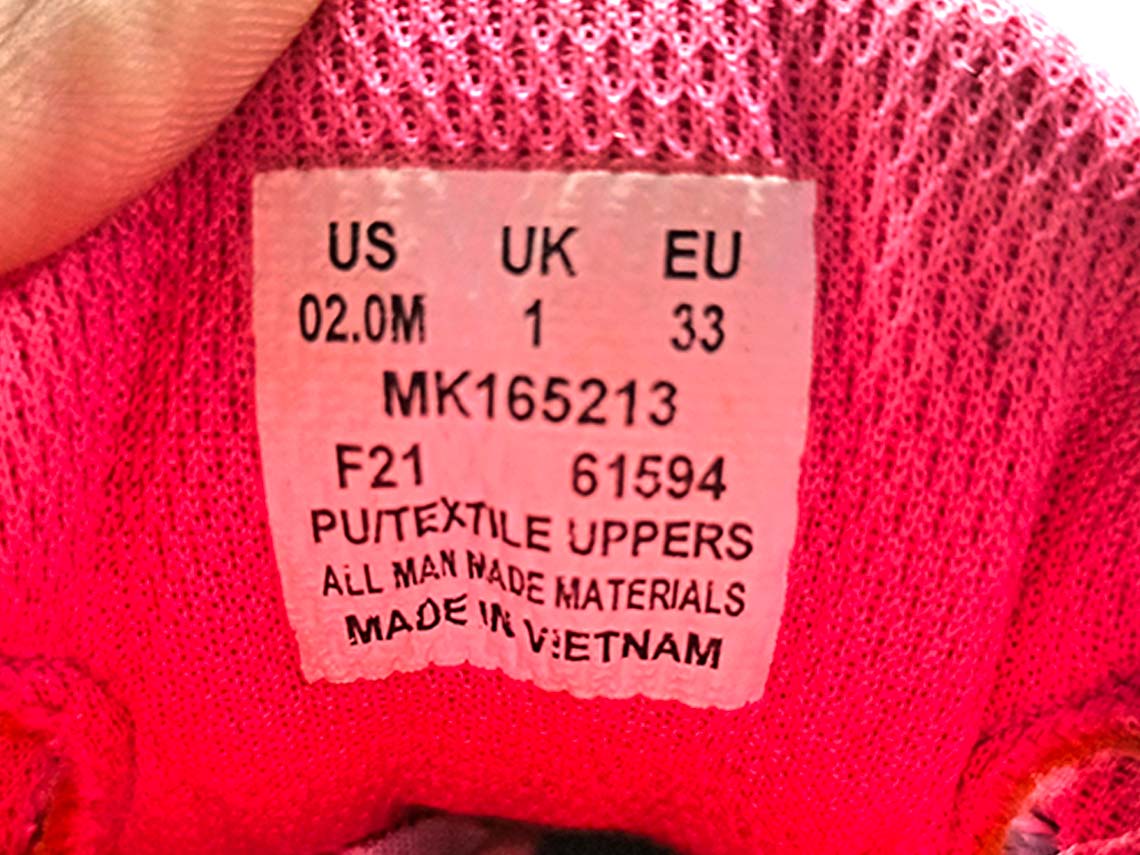 US UK EU
02.0M 1 33
MK165213
F21 61594
PU/TEXTILE UPPERS
ALL MAN MADE MATERIALS
MADE IN VIETNAM